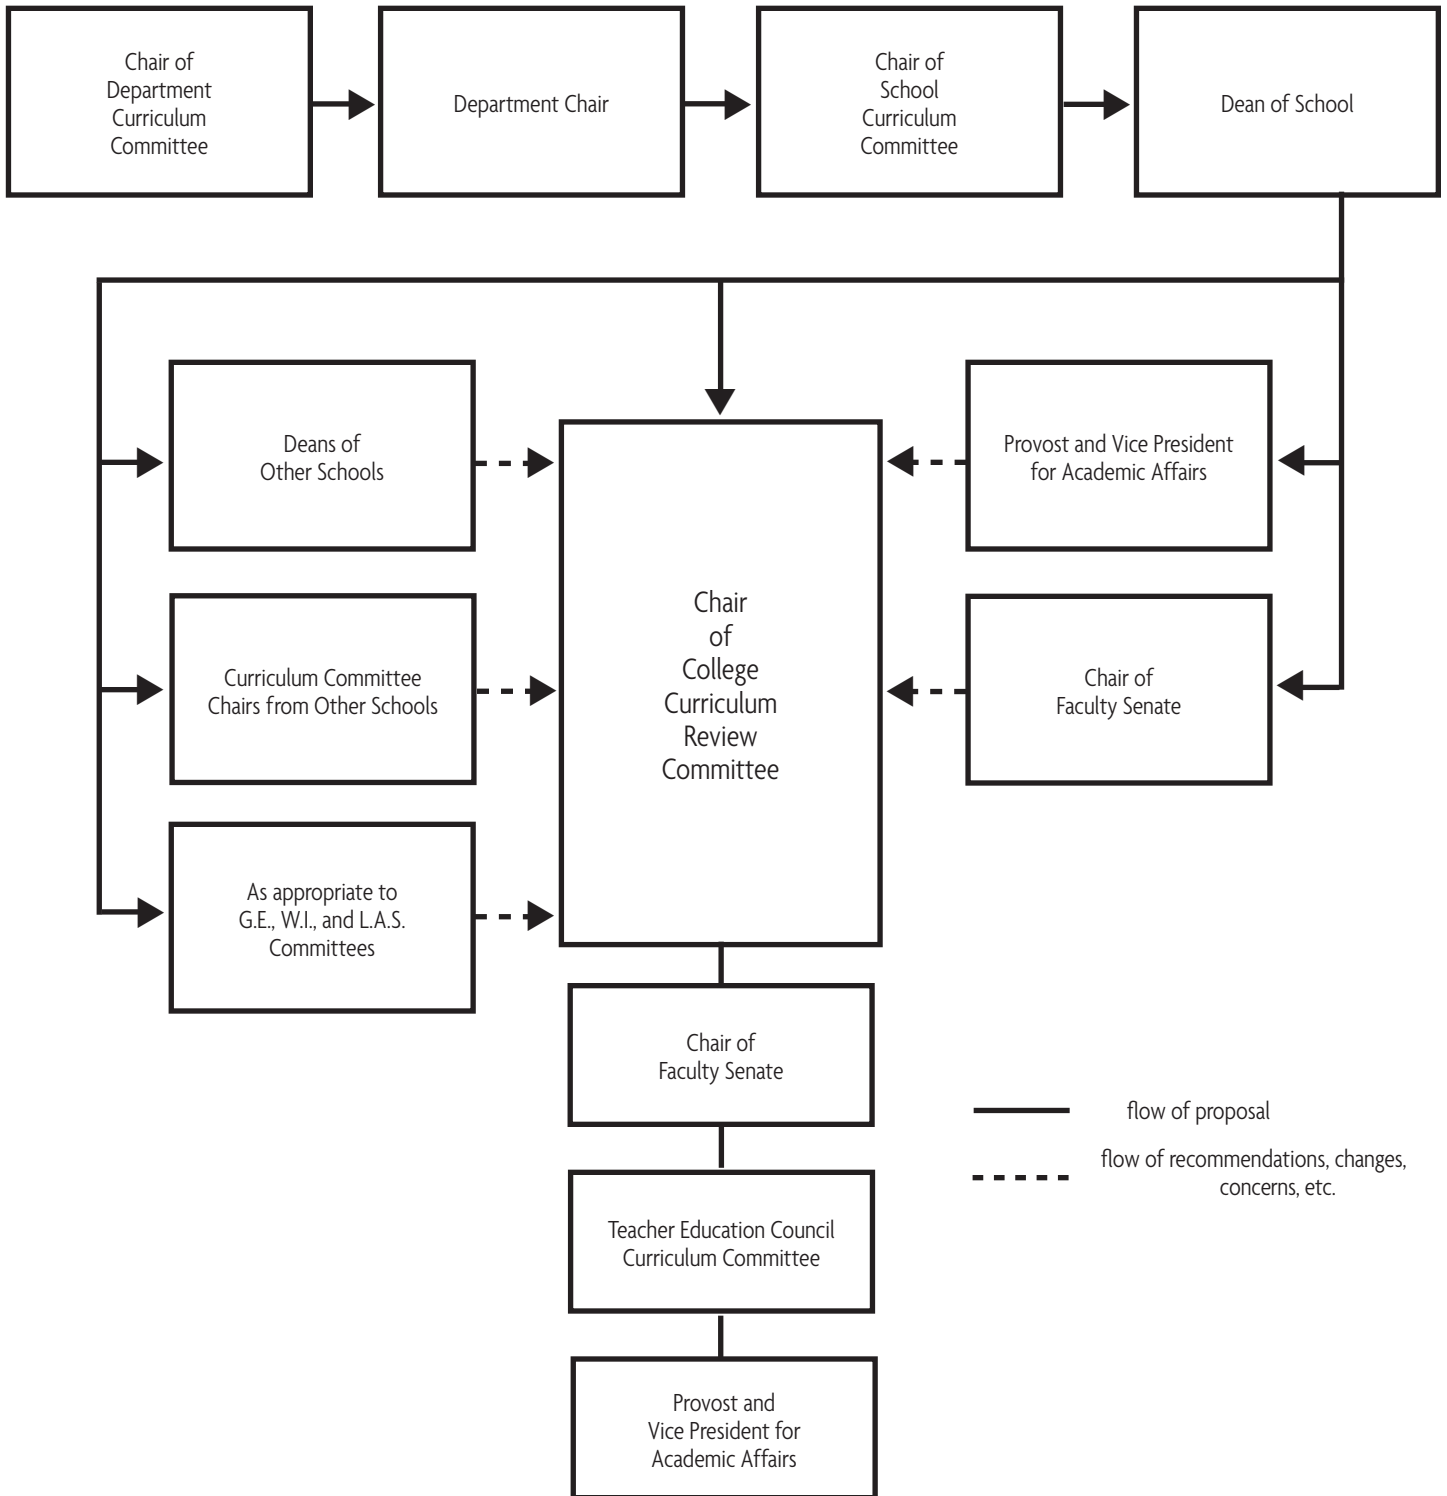 Chair of
Department
Curriculum
Committee
Department Chair
Chair of
School
Curriculum
Committee
Dean of School
Deans of
Other Schools
Provost and Vice President
for Academic Affairs
Chair
of
College
Curriculum
Review
Committee
Curriculum Committee
Chairs from Other Schools
Chair of
Faculty Senate
As appropriate to
G.E., W.I., and L.A.S.
Committees
Chair of
Faculty Senate
flow of proposal
flow of recommendations, changes,
concerns, etc.
Teacher Education Council
Curriculum Committee
Provost and
Vice President for
Academic Affairs